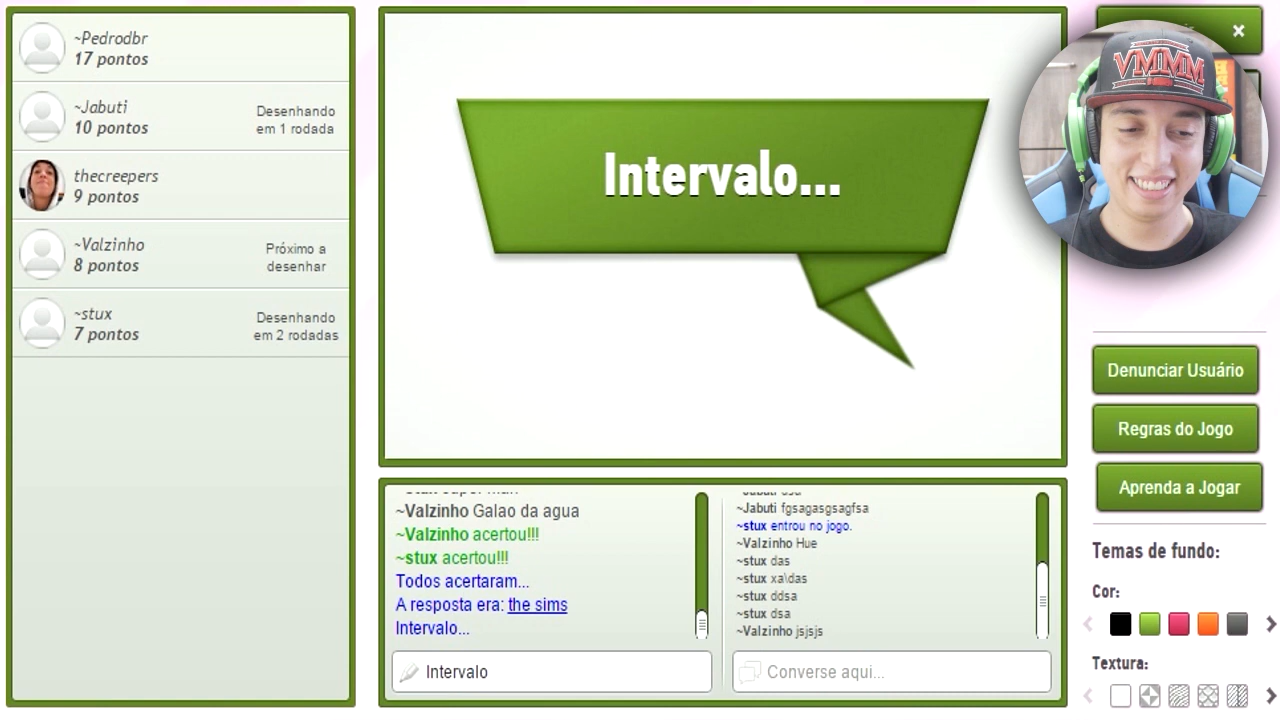 ~Pedrodbr
17 pontos
~Jabuti
10 pontos
Desenhando
em 1 rodada
thecreepers
9 pontos
~Valzinho
8 pontos
Próximo a
desenhar
~stux
7 pontos
Desenhando
em 2 rodadas
Intervalo...
~Valzinho Galao da agua
~Valzinho acertou!!!
~stux acertou!!!
Todos acertaram...
A resposta era: the sims
Intervalo...
Intervalo
~Jabuti fgsagasgsagfsa
~stux entrou no jogo.
~Valzinho Hue
~stux das
~stux xa\das
~stux ddsa
~stux dsa
~Valzinho jsjsjs
Converse aqui...
VMMM
Denunciar Usuário
Regras do Jogo
Aprenda a Jogar
Temas de fundo:
Cor:
Textura: